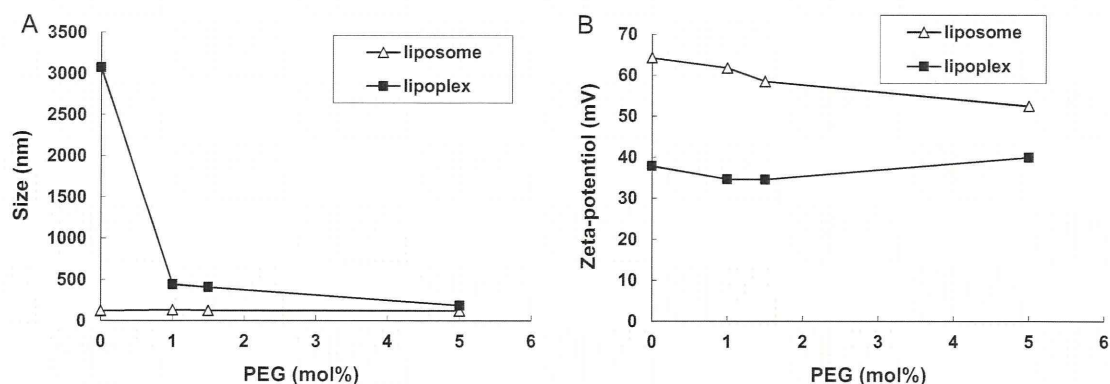 A
3500
3000
2500
2000
1500
1000
500
0
Size (nm)
0 1 2 3 4 5 6
PEG (mol%)
liposome
lipoplex
B
70
60
50
40
30
20
10
0
Zeta-potentiol (mV)
0 1 2 3 4 5 6
PEG (mol%)
liposome
lipoplex